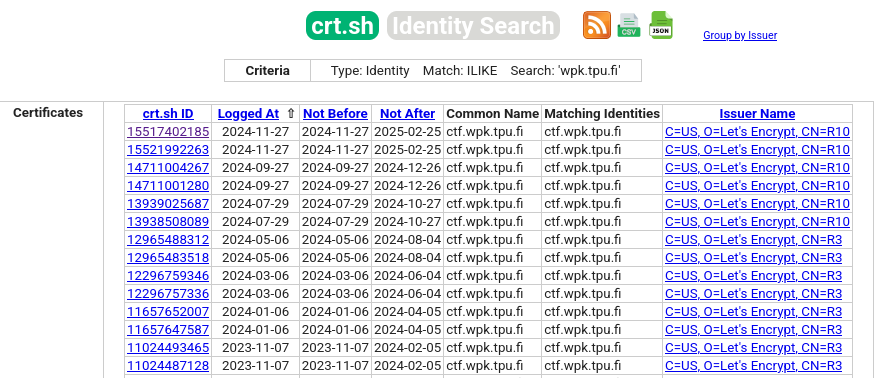 crt.sh Identity Search CSV JSON Group by Issuer
Criteria Type: Identity Match: ILIKE Search: 'wpk.tpu.fi'
Certificates crt.sh ID Logged At ⇧ Not Before Not After Common Name Matching Identities Issuer Name
15517402185 2024-11-27 2024-11-27 2025-02-25 ctf.wpk.tpu.fi ctf.wpk.tpu.fi C=US, O=Let's Encrypt, CN=R10
15521992263 2024-11-27 2024-11-27 2025-02-25 ctf.wpk.tpu.fi ctf.wpk.tpu.fi C=US, O=Let's Encrypt, CN=R10
14711004267 2024-09-27 2024-09-27 2024-12-26 ctf.wpk.tpu.fi ctf.wpk.tpu.fi C=US, O=Let's Encrypt, CN=R10
14711001280 2024-09-27 2024-09-27 2024-12-26 ctf.wpk.tpu.fi ctf.wpk.tpu.fi C=US, O=Let's Encrypt, CN=R10
13939025687 2024-07-29 2024-07-29 2024-10-27 ctf.wpk.tpu.fi ctf.wpk.tpu.fi C=US, O=Let's Encrypt, CN=R10
13938508089 2024-07-29 2024-07-29 2024-10-27 ctf.wpk.tpu.fi ctf.wpk.tpu.fi C=US, O=Let's Encrypt, CN=R10
12965488312 2024-05-06 2024-05-06 2024-08-04 ctf.wpk.tpu.fi ctf.wpk.tpu.fi C=US, O=Let's Encrypt, CN=R3
12965483518 2024-05-06 2024-05-06 2024-08-04 ctf.wpk.tpu.fi ctf.wpk.tpu.fi C=US, O=Let's Encrypt, CN=R3
12296759346 2024-03-06 2024-03-06 2024-06-04 ctf.wpk.tpu.fi ctf.wpk.tpu.fi C=US, O=Let's Encrypt, CN=R3
12296757336 2024-03-06 2024-03-06 2024-06-04 ctf.wpk.tpu.fi ctf.wpk.tpu.fi C=US, O=Let's Encrypt, CN=R3
11657652007 2024-01-06 2024-01-06 2024-04-05 ctf.wpk.tpu.fi ctf.wpk.tpu.fi C=US, O=Let's Encrypt, CN=R3
11657647587 2024-01-06 2024-01-06 2024-04-05 ctf.wpk.tpu.fi ctf.wpk.tpu.fi C=US, O=Let's Encrypt, CN=R3
11024493465 2023-11-07 2023-11-07 2024-02-05 ctf.wpk.tpu.fi ctf.wpk.tpu.fi C=US, O=Let's Encrypt, CN=R3
11024487128 2023-11-07 2023-11-07 2024-02-05 ctf.wpk.tpu.fi ctf.wpk.tpu.fi C=US, O=Let's Encrypt, CN=R3